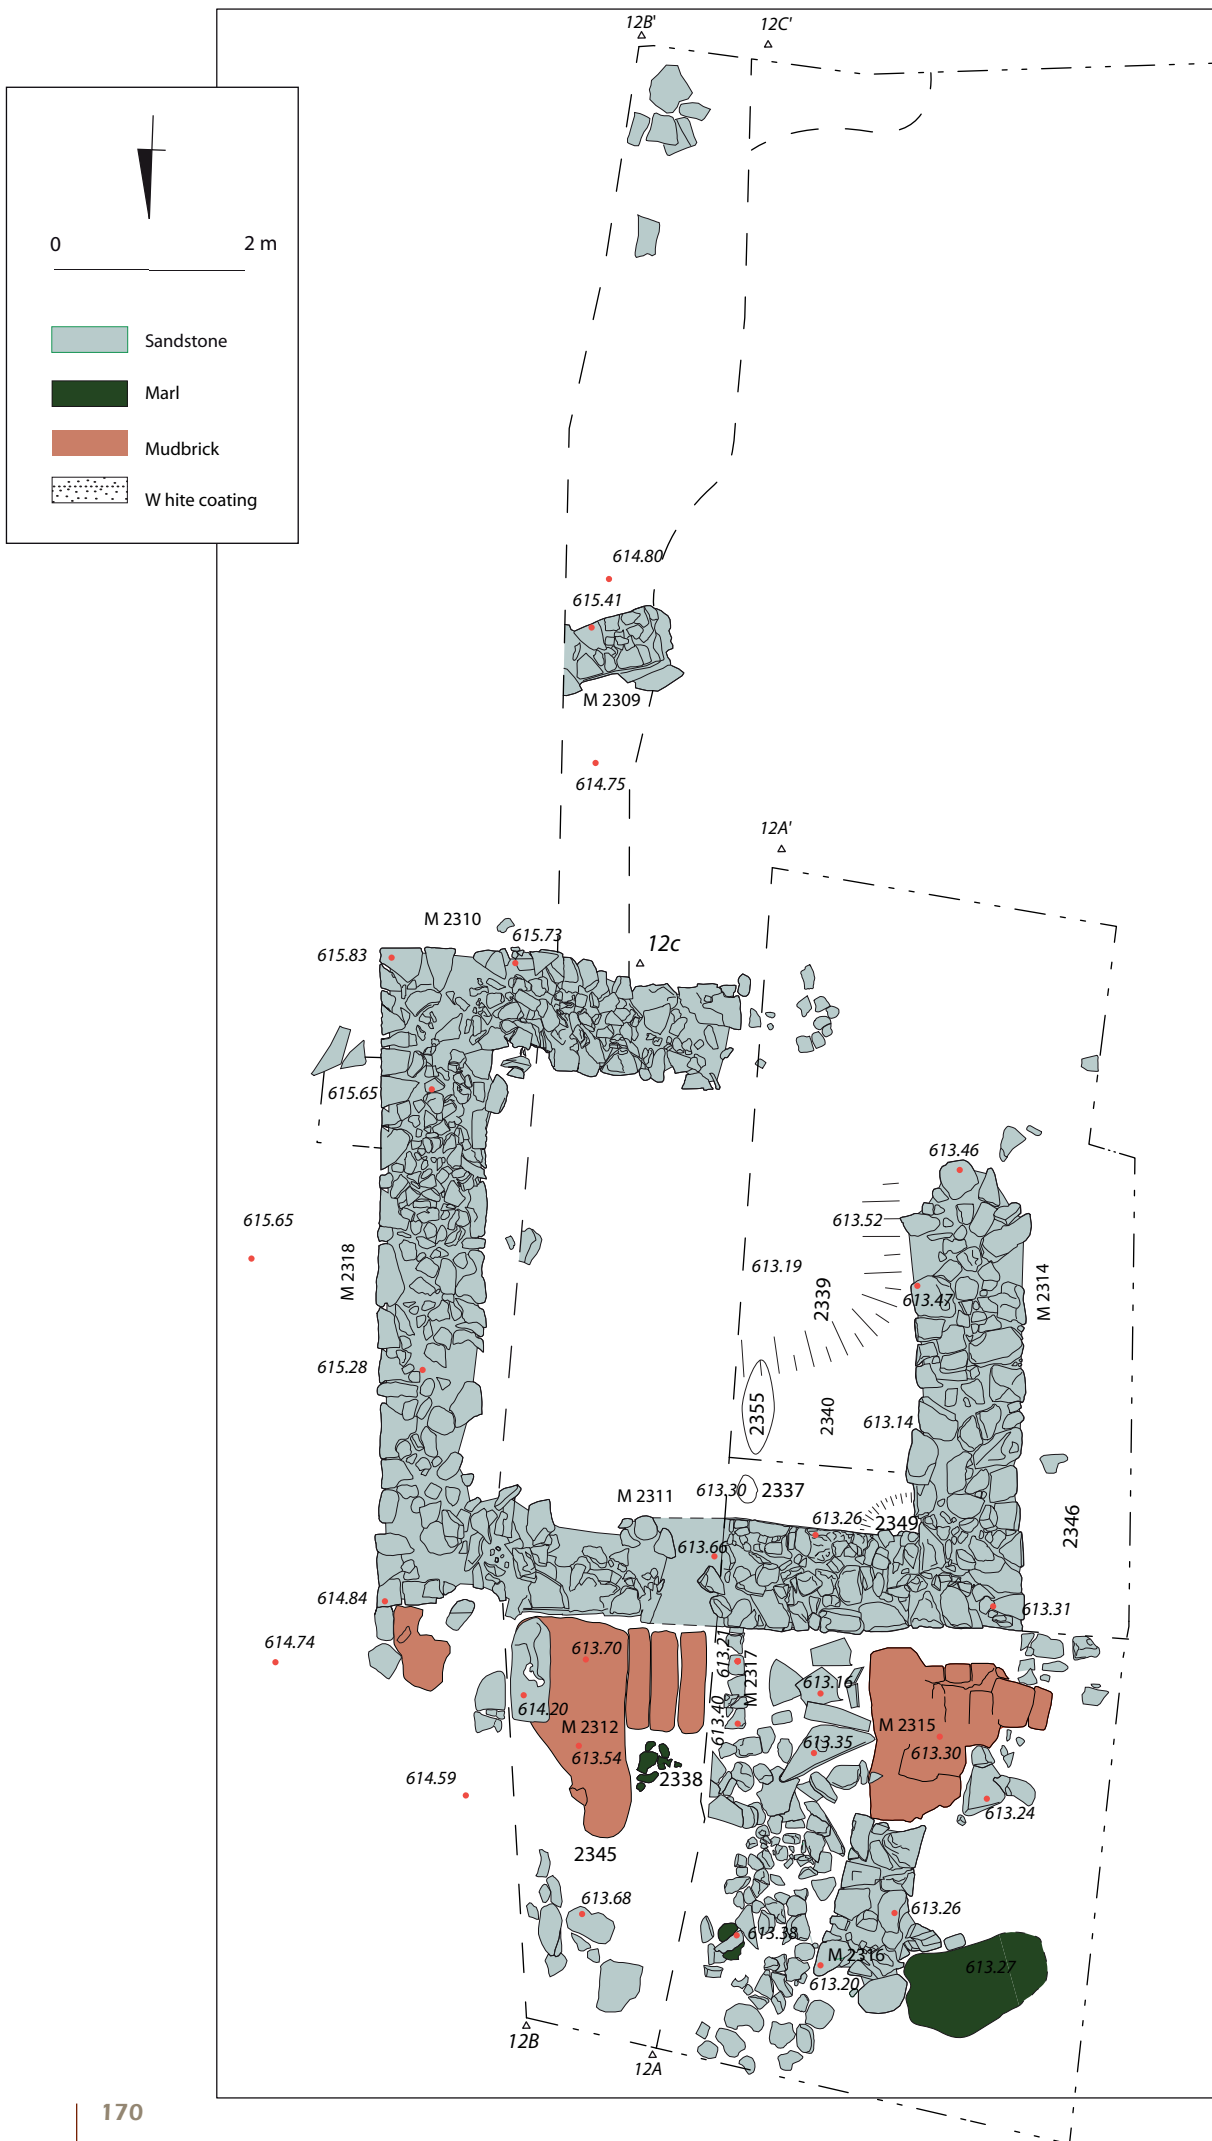 12B' 12C'
0 2 m
Sandstone
Marl
Mudbrick
W hite coating
614.80
615.41
M 2309
614.75
12A'
M 2310
615.73
12c
615.83
615.65
613.46
615.65
613.52
M 2318
613.19
2339
613.47
M 2314
615.28
2355
2340
613.14
M 2311
613.30 2337
613.26
2349
2346
613.66
614.84
613.31
614.74
613.70
613.21
M 2317
613.16
614.20
613.40
M 2312
613.54
M 2315
613.30
613.35
614.59
2338
613.24
2345
613.68
613.26
613.38
M 2316
613.20
613.27
12B
12A
170